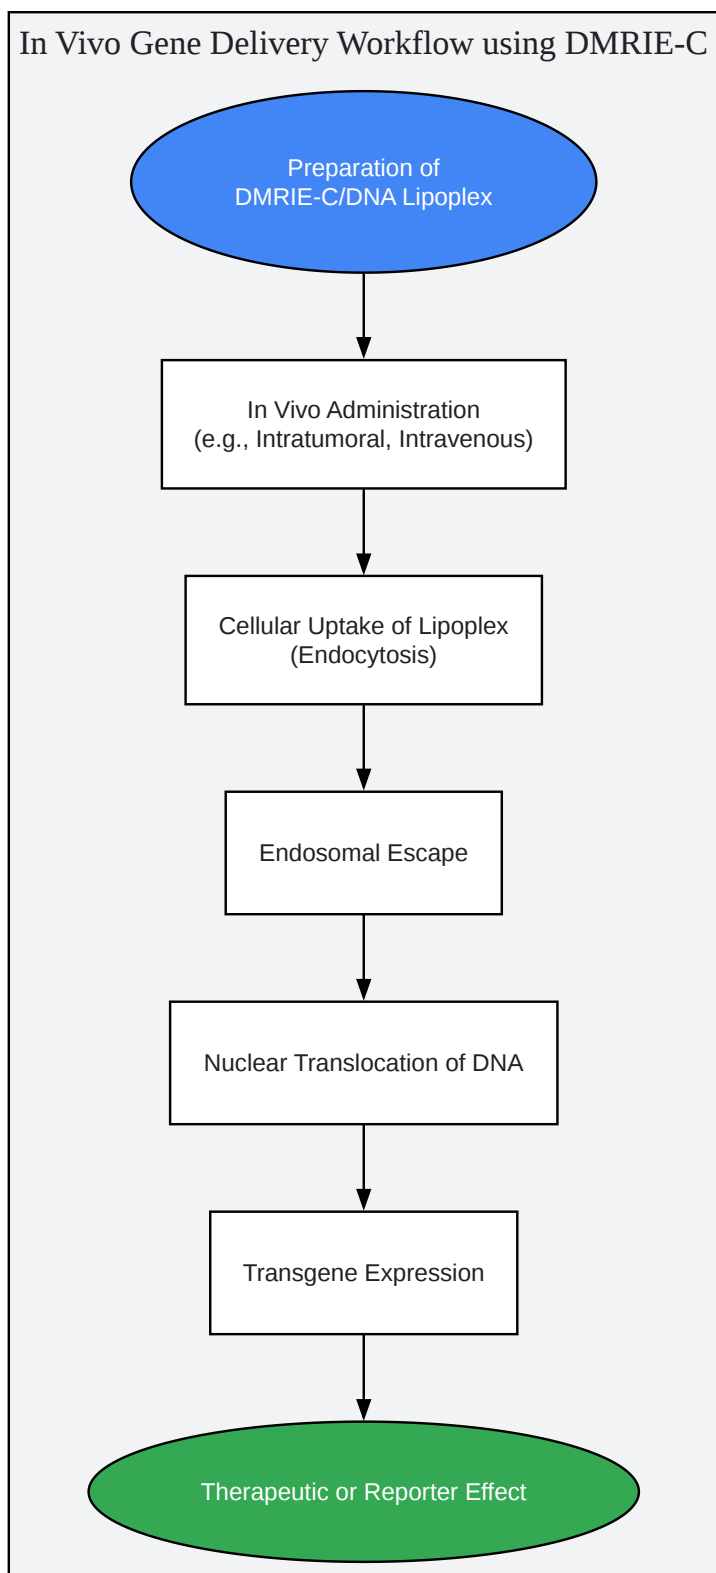 In Vivo Gene Delivery Workflow using DMRIE-C
Preparation of
DMRIE-C/DNA Lipoplex
In Vivo Administration
(e.g., Intratumoral, Intravenous)
Cellular Uptake of Lipoplex
(Endocytosis)
Endosomal Escape
Nuclear Translocation of DNA
Transgene Expression
Therapeutic or Reporter Effect